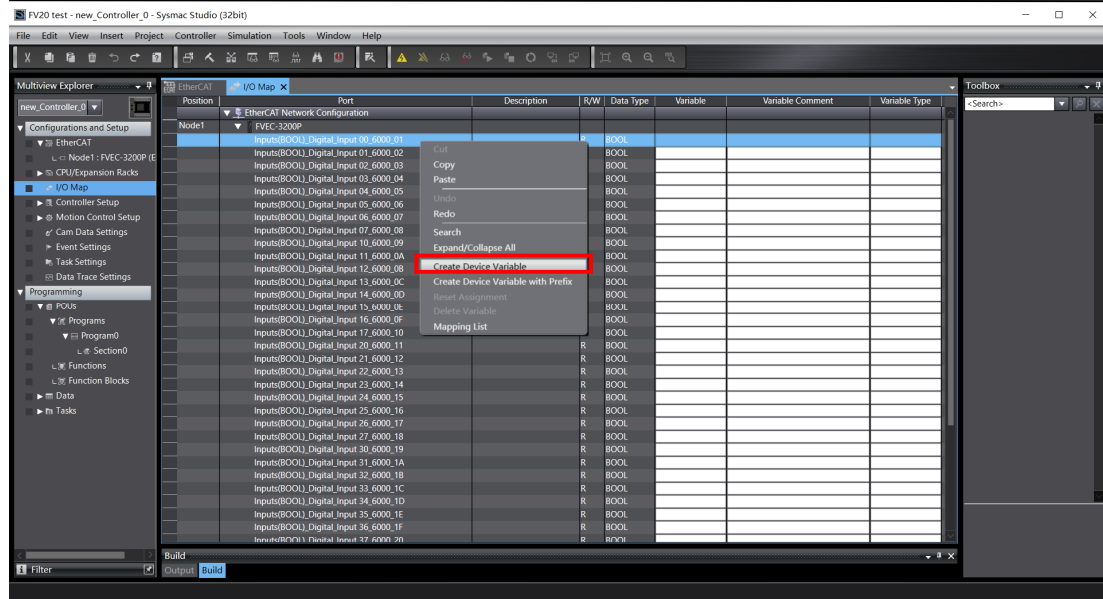 FV20 test - new_Controller_0 - Sysmac Studio (32bit)
File Edit View Insert Project Controller Simulation Tools Window Help
Multiview Explorer
new_Controller_0
Configurations and Setup
EtherCAT
Node1 : FVEC-3200P (E
CPU/Expansion Racks
I/O Map
Controller Setup
Motion Control Setup
Cam Data Settings
Event Settings
Task Settings
Data Trace Settings
Programming
POUs
Programs
Program0
Section0
Functions
Function Blocks
Data
Tasks
Filter
EtherCAT I/O Map
Position Port Description R/W Data Type Variable Variable Comment Variable Type
EtherCAT Network Configuration
Node1 FVEC-3200P
Inputs(BOOL)_Digital_Input 00_6000_01 R BOOL
Inputs(BOOL)_Digital_Input 01_6000_02 BOOL
Inputs(BOOL)_Digital_Input 02_6000_03 BOOL
Inputs(BOOL)_Digital_Input 03_6000_04 BOOL
Inputs(BOOL)_Digital_Input 04_6000_05 BOOL
Inputs(BOOL)_Digital_Input 05_6000_06 BOOL
Inputs(BOOL)_Digital_Input 06_6000_07 BOOL
Inputs(BOOL)_Digital_Input 07_6000_08 BOOL
Inputs(BOOL)_Digital_Input 10_6000_09 BOOL
Inputs(BOOL)_Digital_Input 11_6000_0A BOOL
Inputs(BOOL)_Digital_Input 12_6000_0B BOOL
Inputs(BOOL)_Digital_Input 13_6000_0C BOOL
Inputs(BOOL)_Digital_Input 14_6000_0D BOOL
Inputs(BOOL)_Digital_Input 15_6000_0E BOOL
Inputs(BOOL)_Digital_Input 16_6000_0F BOOL
Inputs(BOOL)_Digital_Input 17_6000_10 BOOL
Inputs(BOOL)_Digital_Input 20_6000_11 R BOOL
Inputs(BOOL)_Digital_Input 21_6000_12 R BOOL
Inputs(BOOL)_Digital_Input 22_6000_13 R BOOL
Inputs(BOOL)_Digital_Input 23_6000_14 R BOOL
Inputs(BOOL)_Digital_Input 24_6000_15 R BOOL
Inputs(BOOL)_Digital_Input 25_6000_16 R BOOL
Inputs(BOOL)_Digital_Input 26_6000_17 R BOOL
Inputs(BOOL)_Digital_Input 27_6000_18 R BOOL
Inputs(BOOL)_Digital_Input 30_6000_19 R BOOL
Inputs(BOOL)_Digital_Input 31_6000_1A R BOOL
Inputs(BOOL)_Digital_Input 32_6000_1B R BOOL
Inputs(BOOL)_Digital_Input 33_6000_1C R BOOL
Inputs(BOOL)_Digital_Input 34_6000_1D R BOOL
Inputs(BOOL)_Digital_Input 35_6000_1E R BOOL
Inputs(BOOL)_Digital_Input 36_6000_1F R BOOL
Inputs(BOOL)_Digital_Input 37_6000_20 R BOOL
Cut
Copy
Paste
Undo
Redo
Search
Expand/Collapse All
Create Device Variable
Create Device Variable with Prefix
Reset Assignment
Delete Variable
Mapping List
Build
Output Build
Toolbox
<Search>